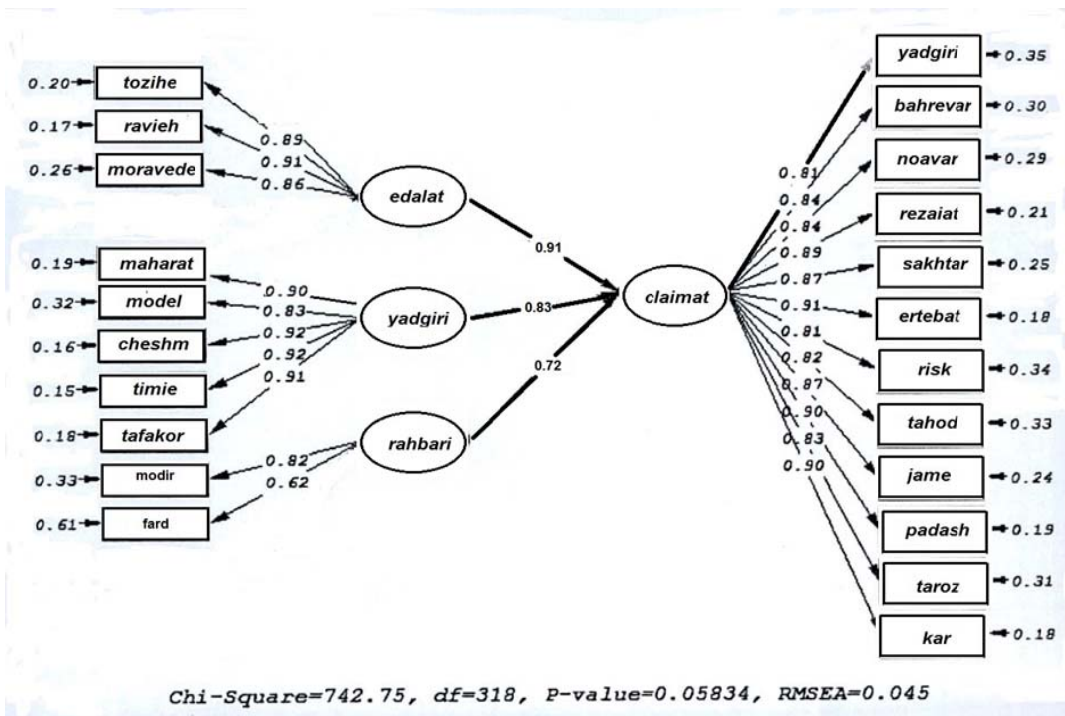 0.20 tozihe
0.17 ravieh
0.26 moravede
0.89
0.91
0.86
edalat
0.19 maharat
0.32 model
0.16 cheshm
0.15 timie
0.18 tafakor
0.90
0.83
0.92
0.92
0.91
yadgiri
0.33 modir
0.61 fard
0.82
0.62
rahbari
0.91
0.83
0.72
claimat
0.81
0.84
0.84
0.89
0.87
0.91
0.81
0.82
0.87
0.90
0.83
0.90
yadgiri 0.35
bahrevar 0.30
noavar 0.29
rezaiat 0.21
sakhtar 0.25
ertebat 0.18
risk 0.34
tahod 0.33
jame 0.24
padash 0.19
taroz 0.31
kar 0.18
Chi-Square=742.75, df=318, P-value=0.05834, RMSEA=0.045